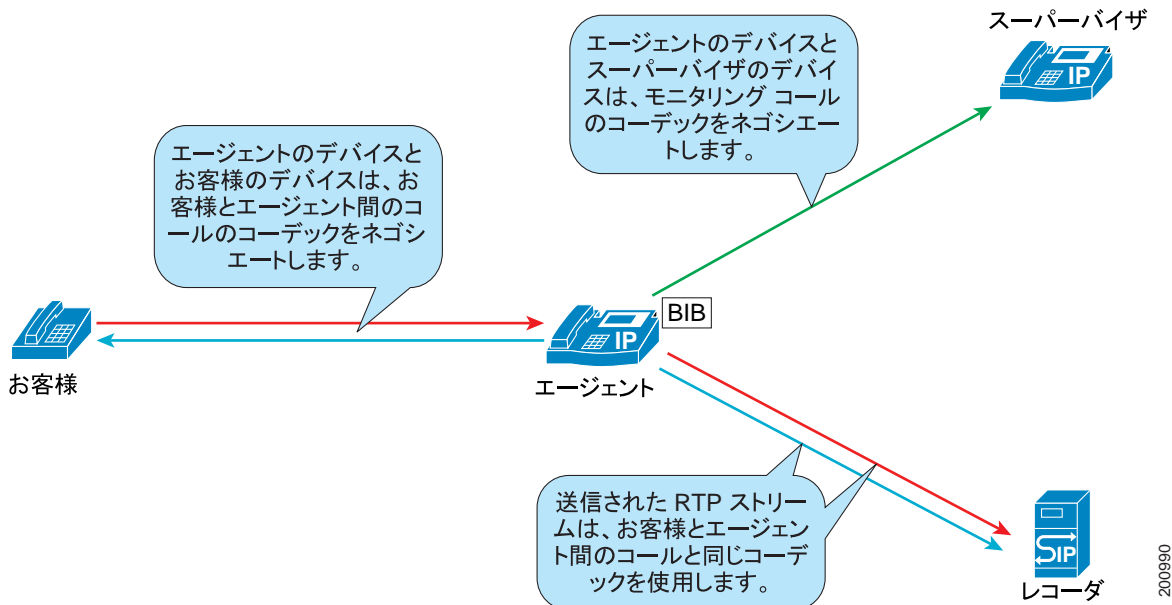 スーパーバイザ
IP
エージェントのデバイスと
スーパーバイザのデバイ
スは、モニタリング コール
のコーデックをネゴシエー
トします。
エージェントのデバイスと
お客様のデバイスは、お
客様とエージェント間のコ
ールのコーデックをネゴシ
エートします。
BIB
IP
お客様
エージェント
送信された RTP ストリー
ムは、お客様とエージェン
ト間のコールと同じコーデ
ックを使用します。
SIP
レコーダ
200990